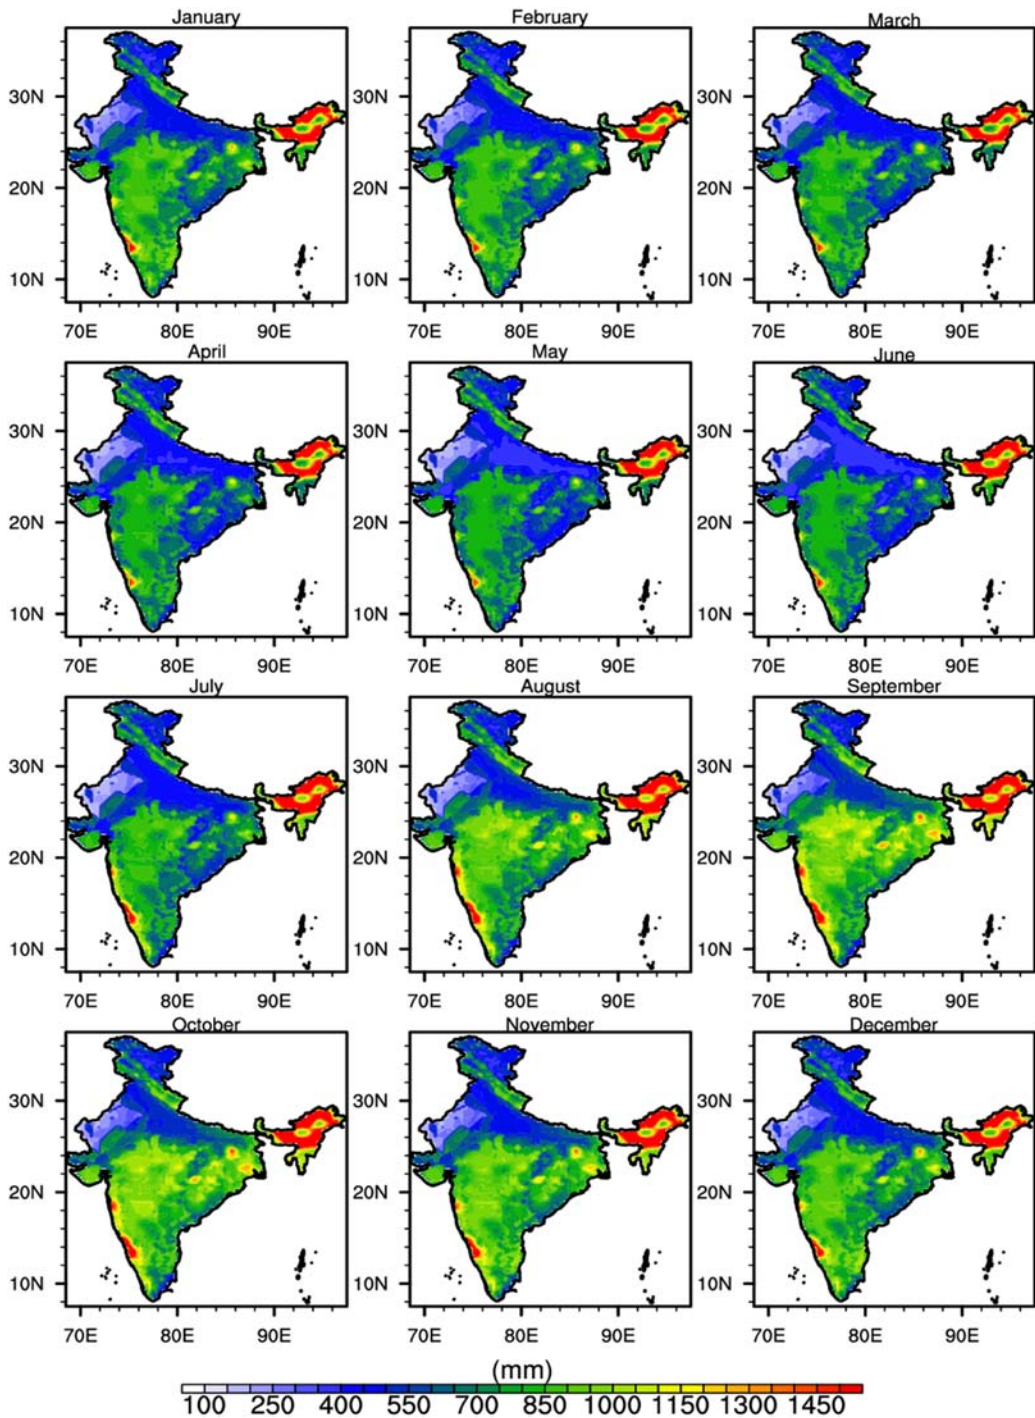 January February March
30N 30N 30N
20N 20N 20N
10N 10N 10N
70E 80E 90E 70E 80E 90E 70E 80E 90E
April May June
30N 30N 30N
20N 20N 20N
10N 10N 10N
70E 80E 90E 70E 80E 90E 70E 80E 90E
July August September
30N 30N 30N
20N 20N 20N
10N 10N 10N
70E 80E 90E 70E 80E 90E 70E 80E 90E
October November December
30N 30N 30N
20N 20N 20N
10N 10N 10N
70E 80E 90E 70E 80E 90E 70E 80E 90E
(mm)
100 250 400 550 700 850 1000 1150 1300 1450